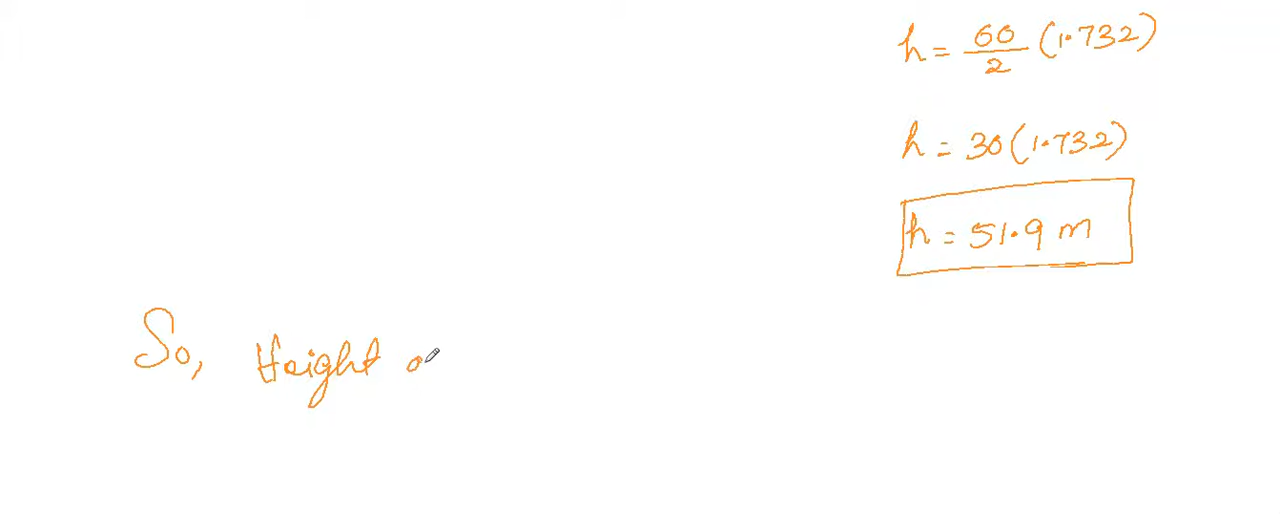 h = 60/2 (1.732)
h = 30(1.732)
h = 51.9 m
So, Height o